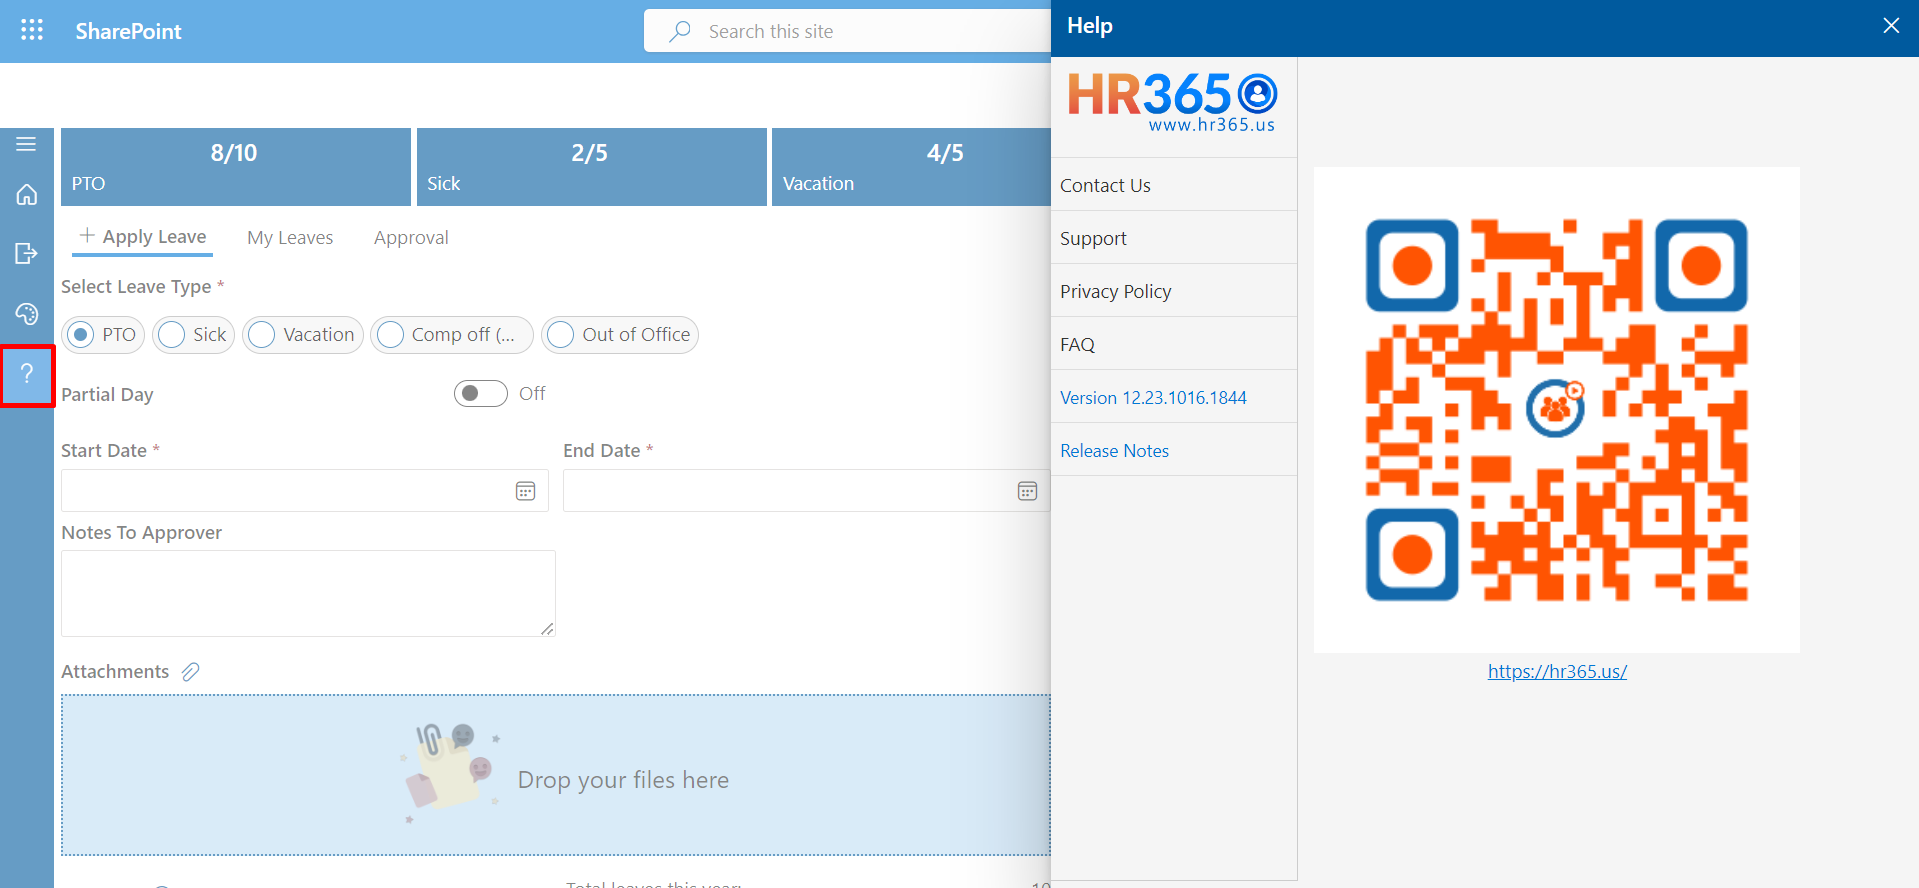 SharePoint
Search this site
Help
HR365
www.hr365.us
8/10
PTO
2/5
Sick
4/5
Vacation
Apply Leave
My Leaves
Approval
Select Leave Type *
PTO
Sick
Vacation
Comp off (...
Out of Office
Partial Day
Off
Start Date *
End Date *
Notes To Approver
Attachments
Drop your files here
Total leaves this year:
10
Contact Us
Support
Privacy Policy
FAQ
Version 12.23.1016.1844
Release Notes
https://hr365.us/